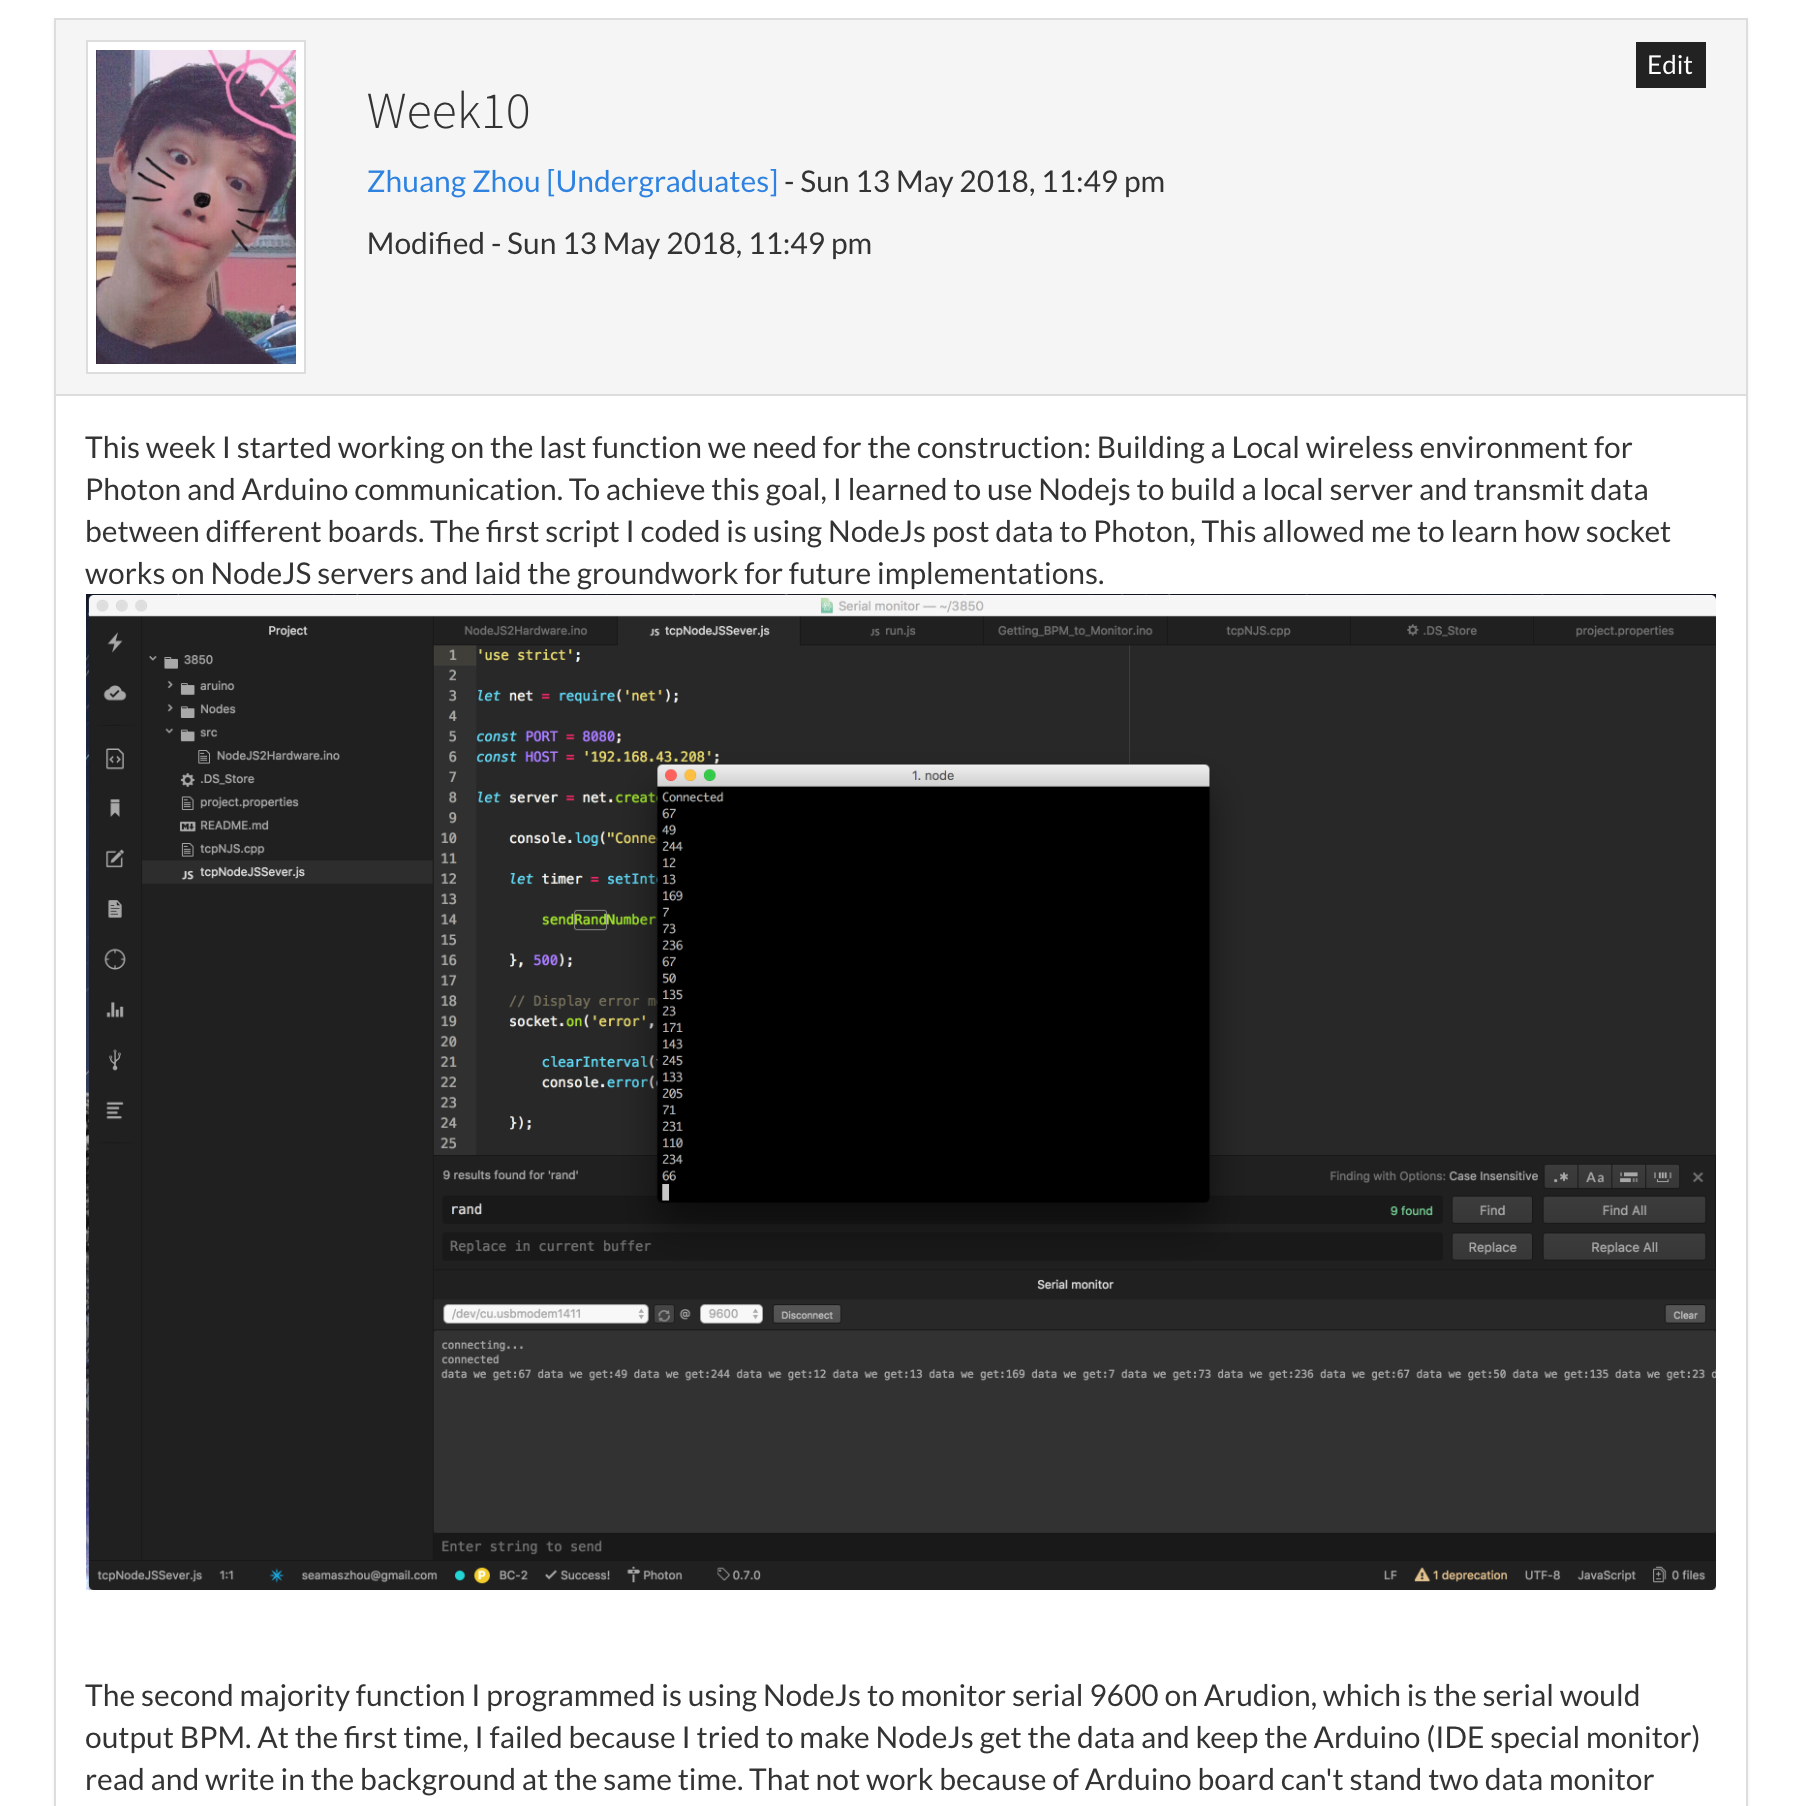 Edit
Week10
Zhuang Zhou [Undergraduates] - Sun 13 May 2018, 11:49 pm
Modified - Sun 13 May 2018, 11:49 pm
This week I started working on the last function we need for the construction: Building a Local wireless environment for
Photon and Arduino communication. To achieve this goal, I learned to use Nodejs to build a local server and transmit data
between different boards. The first script I coded is using NodeJs post data to Photon, This allowed me to learn how socket
works on NodeJS servers and laid the groundwork for future implementations.
Serial monitor — ~/3850
Project
3850
aruino
Nodes
src
NodeJS2Hardware.ino
.DS_Store
project.properties
README.md
tcpNJS.cpp
JS tcpNodeJSSever.js
NodeJS2Hardware.ino JS tcpNodeJSSever.js JS run.js Getting_BPM_to_Monitor.ino tcpNJS.cpp .DS_Store project.properties
1 'use strict';
2
3 let net = require('net');
4
5 const PORT = 8080;
6 const HOST = '192.168.43.208';
7
8 let server = net.creat
9
10 console.log("Conne
11
12 let timer = setInt
13
14 sendRandNumber
15
16 }, 500);
17
18 // Display error m
19 socket.on('error',
20
21 clearInterval(
22 console.error(
23
24 });
25
1. node
Connected
67
49
244
12
13
169
7
73
236
67
50
135
23
171
143
245
133
205
71
231
110
234
66
9 results found for 'rand' Finding with Options: Case Insensitive .* Aa
rand 9 found Find Find All
Replace in current buffer Replace Replace All
Serial monitor
/dev/cu.usbmodem1411 @ 9600 Disconnect Clear
connecting...
connected
data we get:67 data we get:49 data we get:244 data we get:12 data we get:13 data we get:169 data we get:7 data we get:73 data we get:236 data we get:67 data we get:50 data we get:135 data we get:23
Enter string to send
tcpNodeJSSever.js 1:1 seamaszhou@gmail.com P BC-2 Success! Photon 0.7.0 LF 1 deprecation UTF-8 JavaScript 0 files
The second majority function I programmed is using NodeJs to monitor serial 9600 on Arudion, which is the serial would
output BPM. At the first time, I failed because I tried to make NodeJs get the data and keep the Arduino (IDE special monitor)
read and write in the background at the same time. That not work because of Arduino board can't stand two data monitor